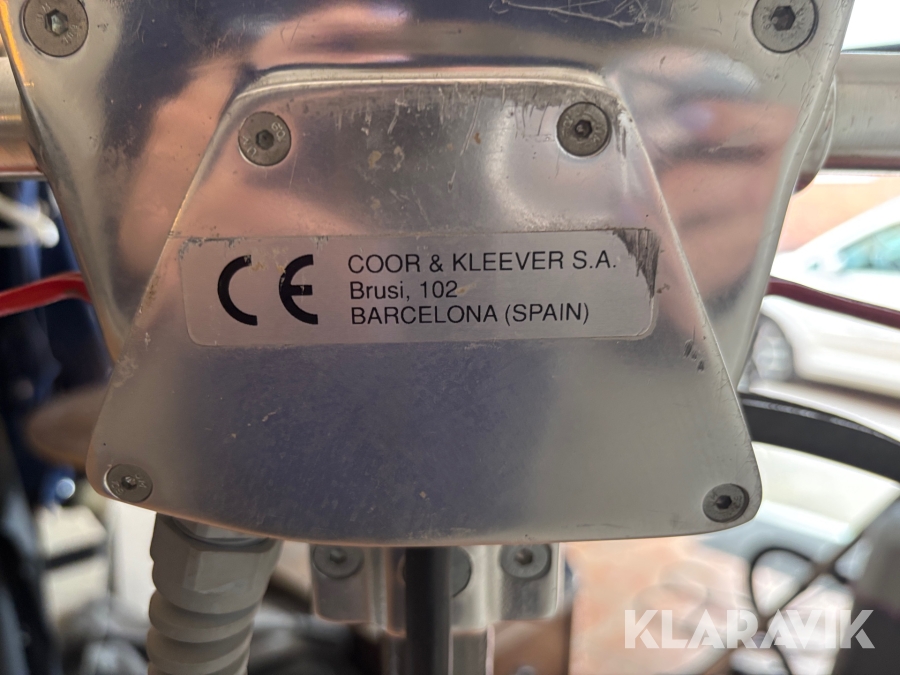 CE
COOR & KLEEVER S.A.
Brusi, 102
BARCELONA (SPAIN)
KLARAVIK